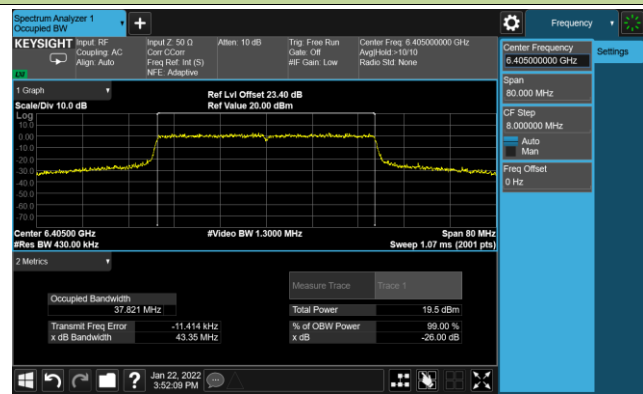 Spectrum Analyzer 1
Occupied BW
+
Frequency
KEYSIGHT
Input: RF
Coupling: AC
Align: Auto
Input Z: 50 Ω
Corr CCorr
Freq Ref: Int (S)
NFE: Adaptive
Atten: 10 dB
Trig: Free Run
Gate: Off
#IF Gain: Low
Center Freq: 6.405000000 GHz
Avg|Hold:>10/10
Radio Std: None
Center Frequency
6.405000000 GHz
Settings
Span
80.000 MHz
CF Step
8.000000 MHz
Auto
Man
Freq Offset
0 Hz
1 Graph
Scale/Div 10.0 dB
Ref Lvl Offset 23.40 dB
Ref Value 20.00 dBm
Log
10.0
0.00
-10.0
-20.0
-30.0
-40.0
-50.0
-60.0
-70.0
Center 6.40500 GHz
#Res BW 430.00 kHz
#Video BW 1.3000 MHz
Span 80 MHz
Sweep 1.07 ms (2001 pts)
2 Metrics
Measure Trace Trace 1
Occupied Bandwidth
37.821 MHz
Total Power 19.5 dBm
Transmit Freq Error -11.414 kHz
% of OBW Power 99.00 %
x dB Bandwidth 43.35 MHz
x dB -26.00 dB
?
Jan 22, 2022
3:52:09 PM